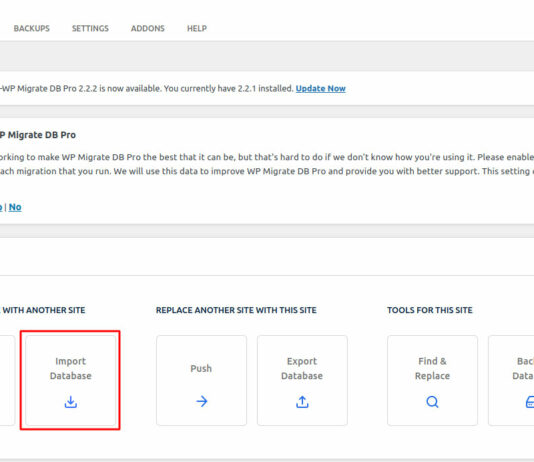 BACKUPS SETTINGS ADDONS HELP
WP Migrate DB Pro 2.2.2 is now available. You currently have 2.2.1 installed. Update Now
P Migrate DB Pro
orking to make WP Migrate DB Pro the best that it can be, but that's hard to do if we don't know how you're using it. Please enable
ach migration that you run. We will use this data to improve WP Migrate DB Pro and provide you with better support. This setting
| No
WITH ANOTHER SITE REPLACE ANOTHER SITE WITH THIS SITE TOOLS FOR THIS SITE
Import Database
Push
Export Database
Find & Replace
Bac
Data